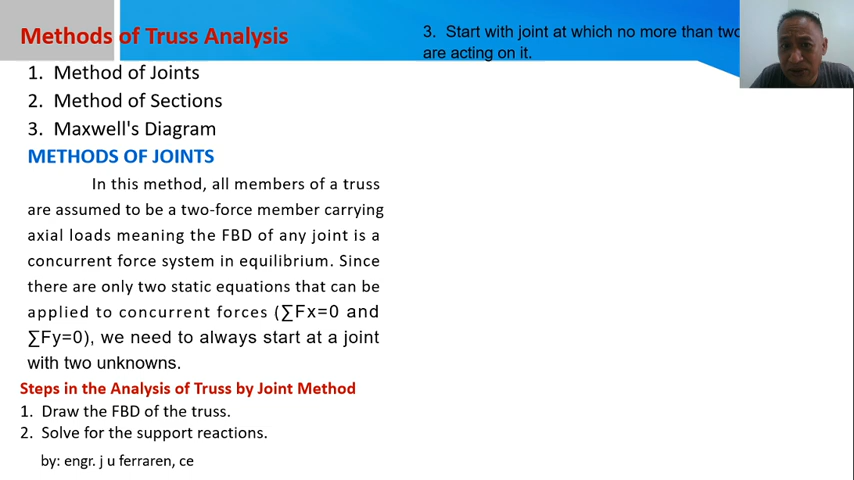 Methods of Truss Analysis
1. Method of Joints
2. Method of Sections
3. Maxwell's Diagram
METHODS OF JOINTS
In this method, all members of a truss
are assumed to be a two-force member carrying
axial loads meaning the FBD of any joint is a
concurrent force system in equilibrium. Since
there are only two static equations that can be
applied to concurrent forces (∑Fx=0 and
∑Fy=0), we need to always start at a joint
with two unknowns.
Steps in the Analysis of Truss by Joint Method
1. Draw the FBD of the truss.
2. Solve for the support reactions.
by: engr. j u ferraren, ce
3. Start with joint at which no more than two
are acting on it.